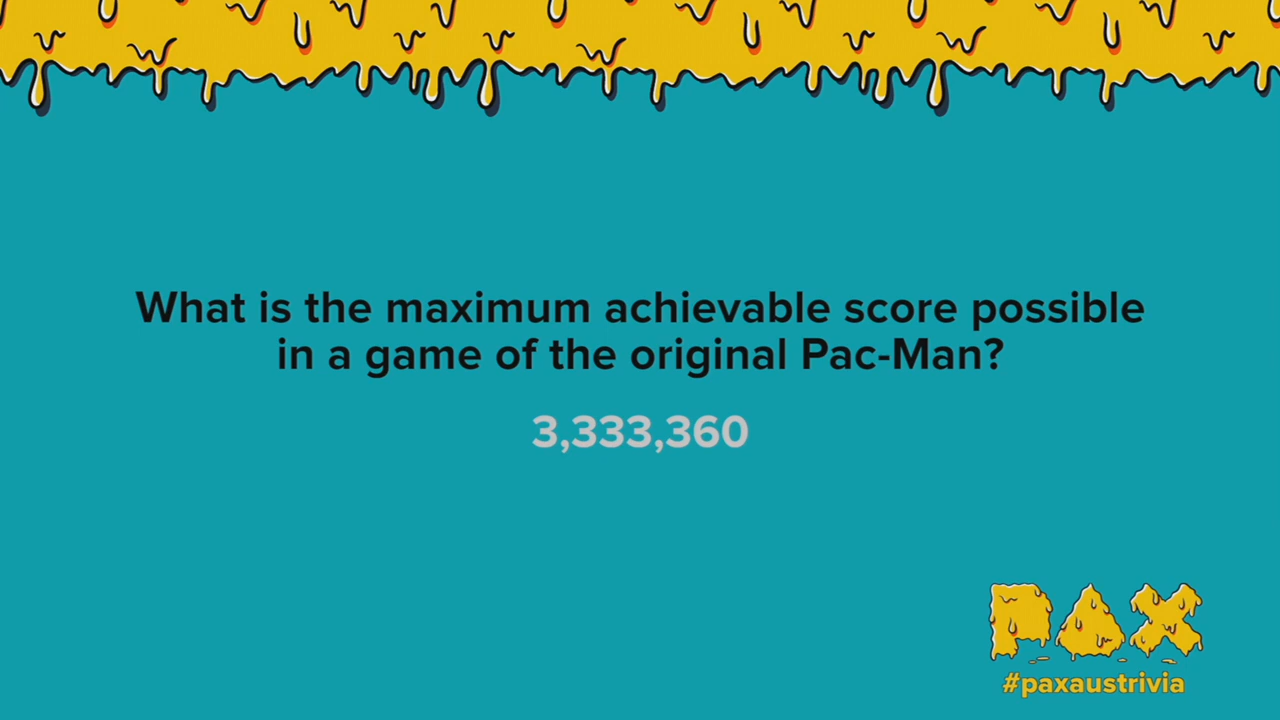 What is the maximum achievable score possible
in a game of the original Pac-Man?
3,333,360
PAX
#paxaustrivia